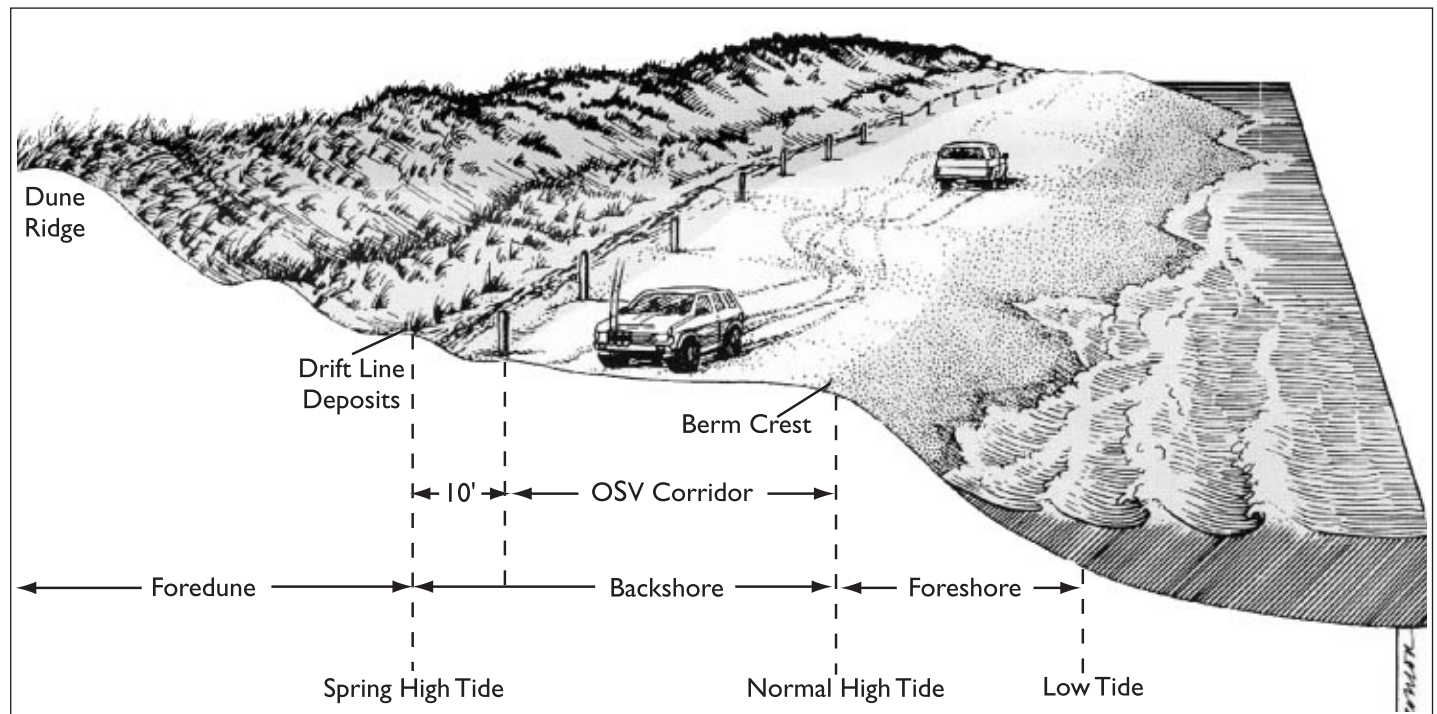 Dune
Ridge
Drift Line
Deposits
Berm Crest
10'
OSV Corridor
Foredune
Backshore
Foreshore
Spring High Tide
Normal High Tide
Low Tide